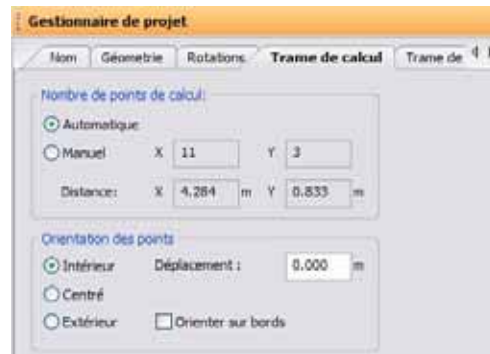 Gestionnaire de projet
Nom Géometrie Rotations Trame de calcul Trame de
Nombre de points de calcul:
Automatique
Manuel X 11 Y 3
Distance: X 4.284 m Y 0.833 m
Orientation des points
Intérieur Déplacement : 0.000 m
Centré
Extérieur Orienter sur bords